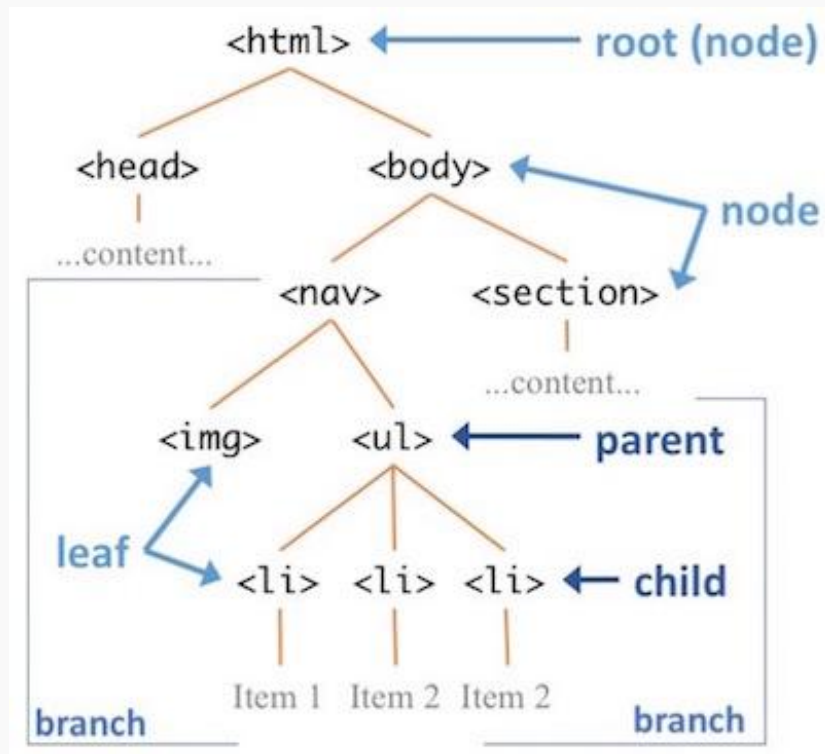 <html> root (node)
<head> <body>
node
...content...
<nav> <section>
...content...
<img> <ul> parent
leaf
<li> <li> <li> child
Item 1 Item 2 Item 2
branch branch